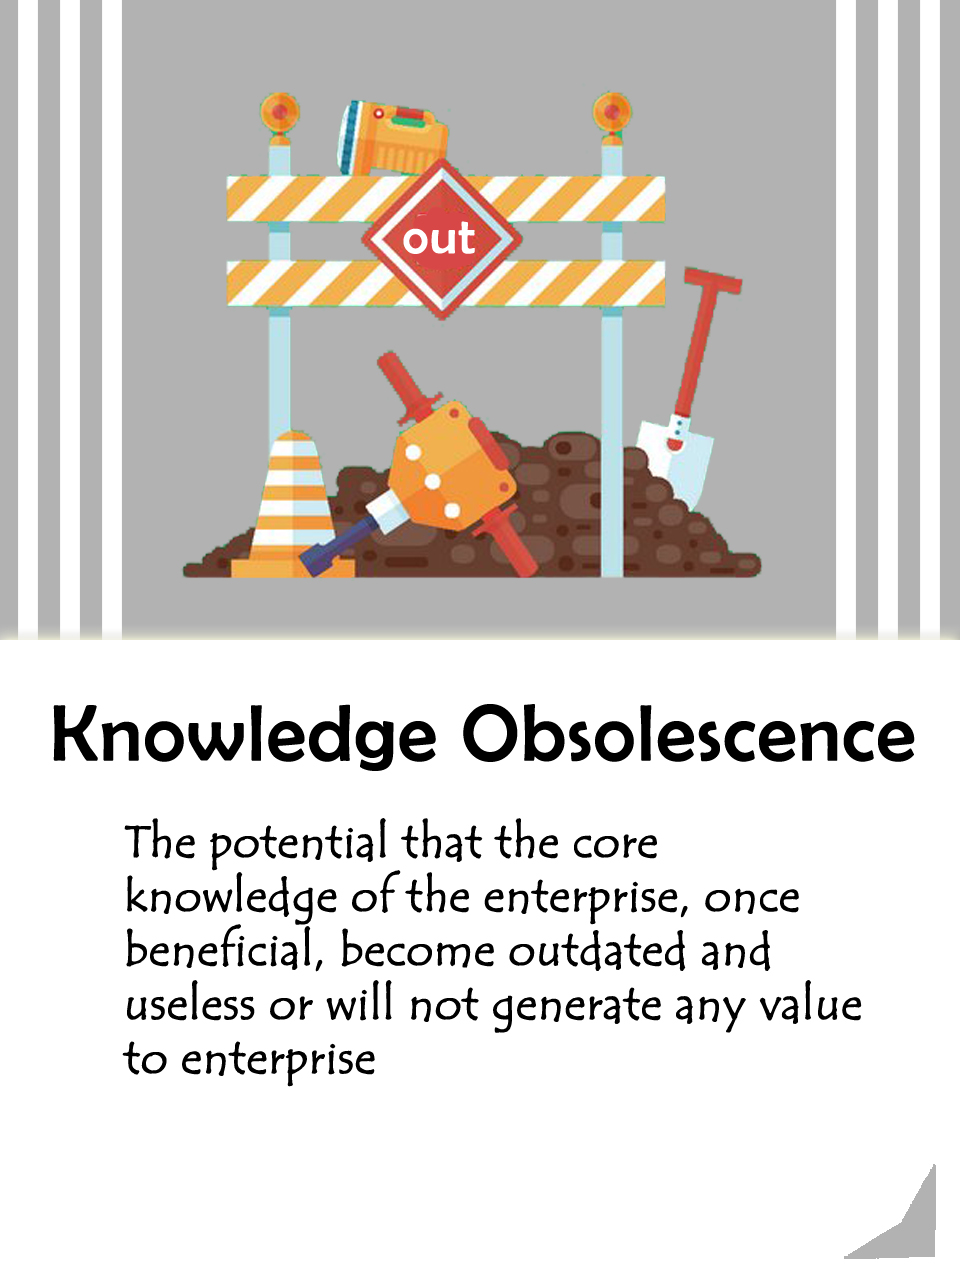 out
Knowledge Obsolescence
The potential that the core
knowledge of the enterprise, once
beneficial, become outdated and
useless or will not generate any value
to enterprise